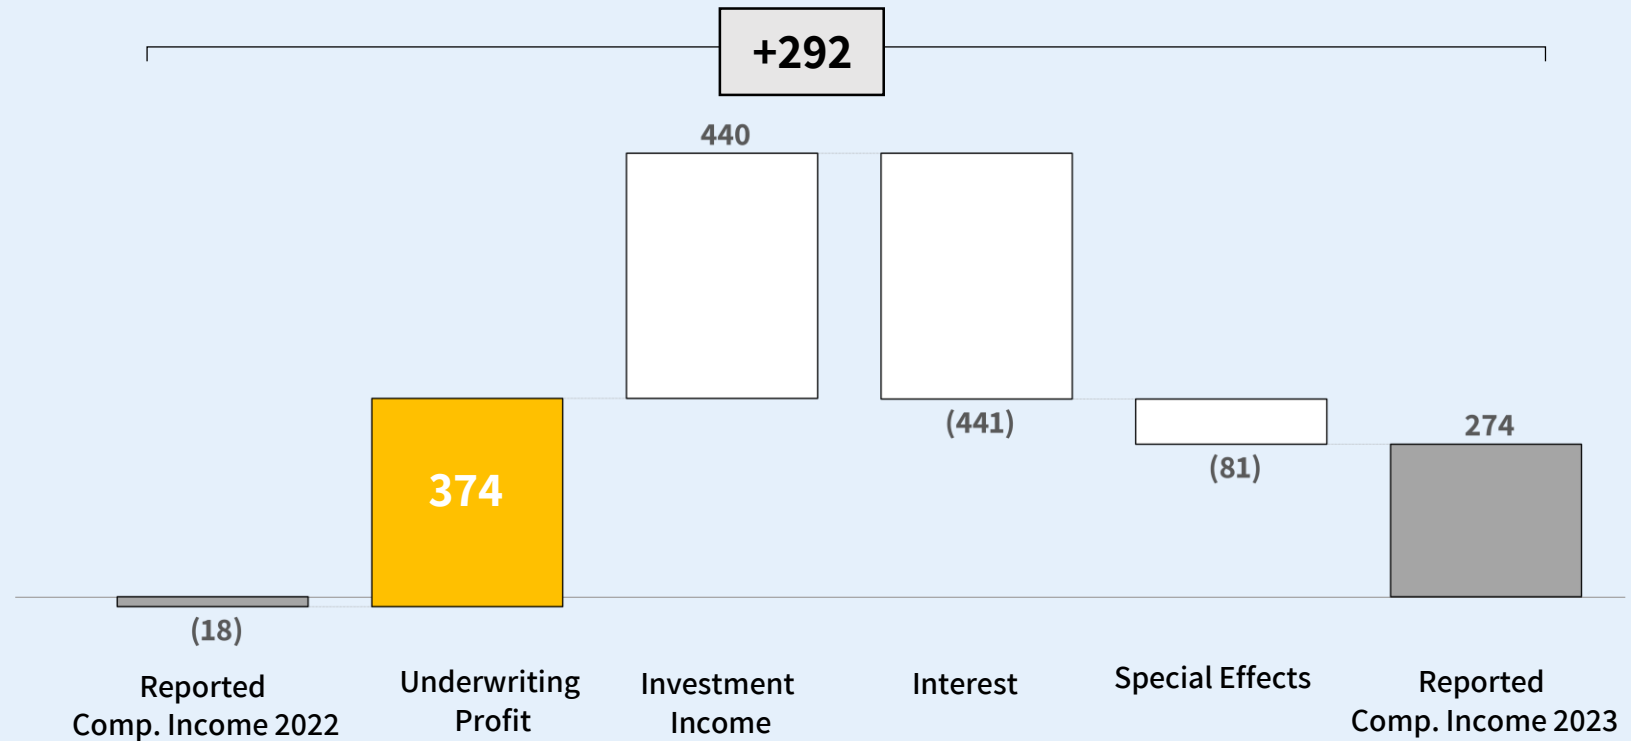 +292
440
(441)
274
(81)
374
(18)
Reported
Comp. Income 2022
Underwriting
Profit
Investment
Income
Interest
Special Effects
Reported
Comp. Income 2023